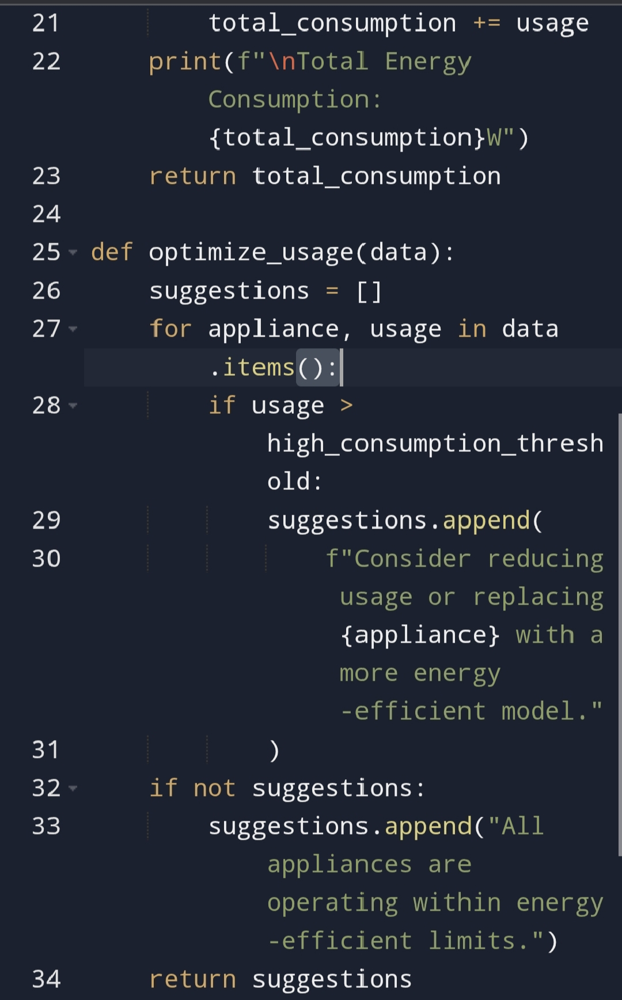 21 total_consumption += usage
22 print(f"\nTotal Energy
Consumption:
{total_consumption}W")
23 return total_consumption
24
25 def optimize_usage(data):
26 suggestions = []
27 for appliance, usage in data
.items():
28 if usage >
high_consumption_thresh
old:
29 suggestions.append(
30 f"Consider reducing
usage or replacing
{appliance} with a
more energy
-efficient model."
31 )
32 if not suggestions:
33 suggestions.append("All
appliances are
operating within energy
-efficient limits.")
34 return suggestions